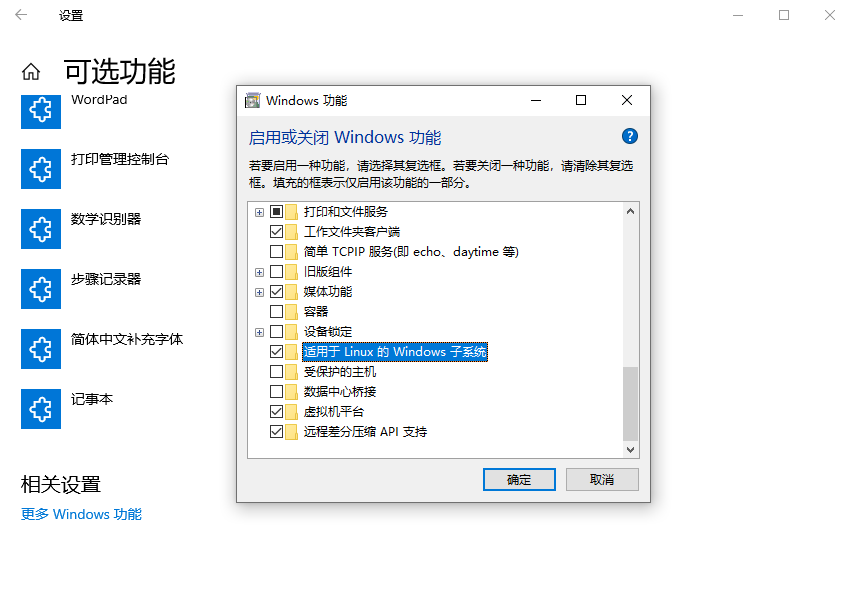 设置
可选功能
WordPad
打印管理控制台
数学识别器
步骤记录器
简体中文补充字体
记事本
相关设置
更多 Windows 功能
Windows 功能
启用或关闭 Windows 功能
?
若要启用一种功能，请选择其复选框。若要关闭一种功能，请清除其复选
框。填充的框表示仅启用该功能的一部分。
打印和文件服务
工作文件夹客户端
简单 TCPIP 服务(即 echo、daytime 等)
旧版组件
媒体功能
容器
设备锁定
适用于 Linux 的 Windows 子系统
受保护的主机
数据中心桥接
虚拟机平台
远程差分压缩 API 支持
确定
取消